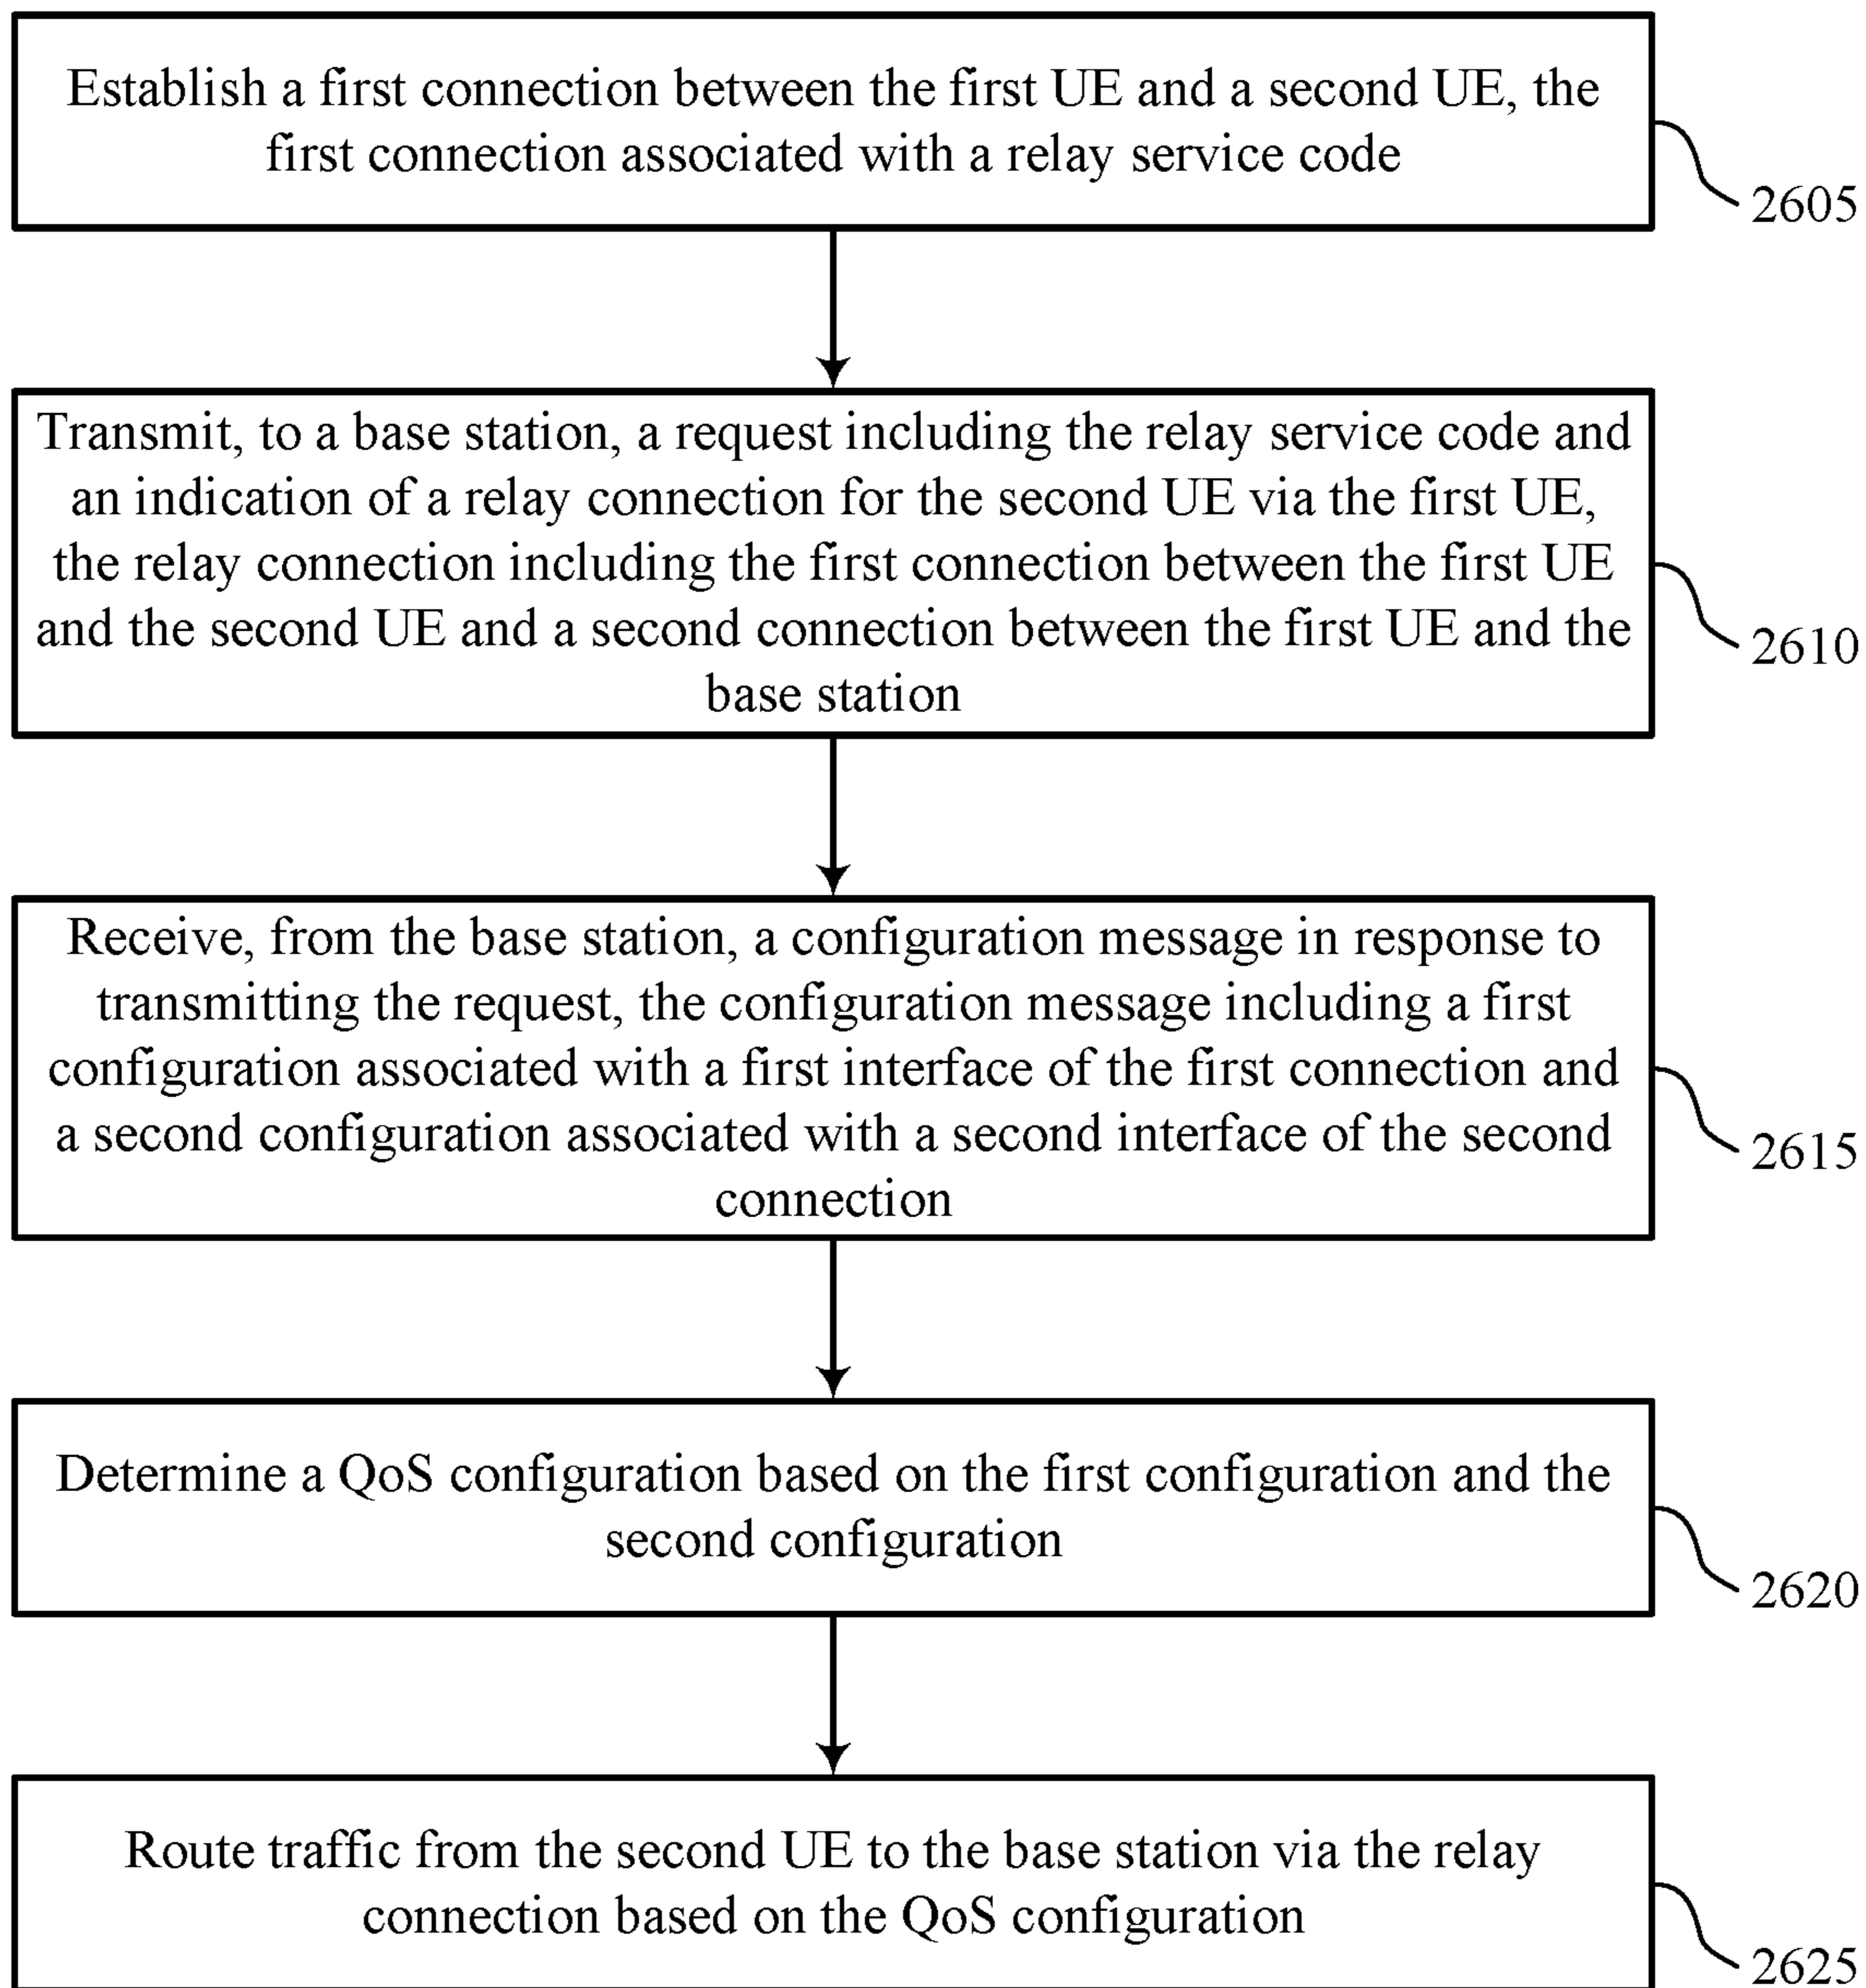 Establish a first connection between the first UE and a second UE, the
first connection associated with a relay service code
2605
Transmit, to a base station, a request including the relay service code and
an indication of a relay connection for the second UE via the first UE,
the relay connection including the first connection between the first UE
and the second UE and a second connection between the first UE and the
base station
2610
Receive, from the base station, a configuration message in response to
transmitting the request, the configuration message including a first
configuration associated with a first interface of the first connection and
a second configuration associated with a second interface of the second
connection
2615
Determine a QoS configuration based on the first configuration and the
second configuration
2620
Route traffic from the second UE to the base station via the relay
connection based on the QoS configuration
2625